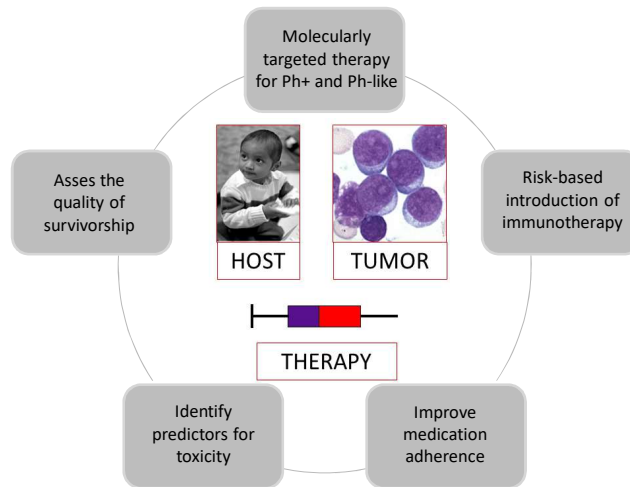 Molecularly
targeted therapy
for Ph+ and Ph-like
Asses the
quality of
survivorship
Risk-based
introduction of
immunotherapy
HOST
TUMOR
THERAPY
Identify
predictors for
toxicity
Improve
medication
adherence